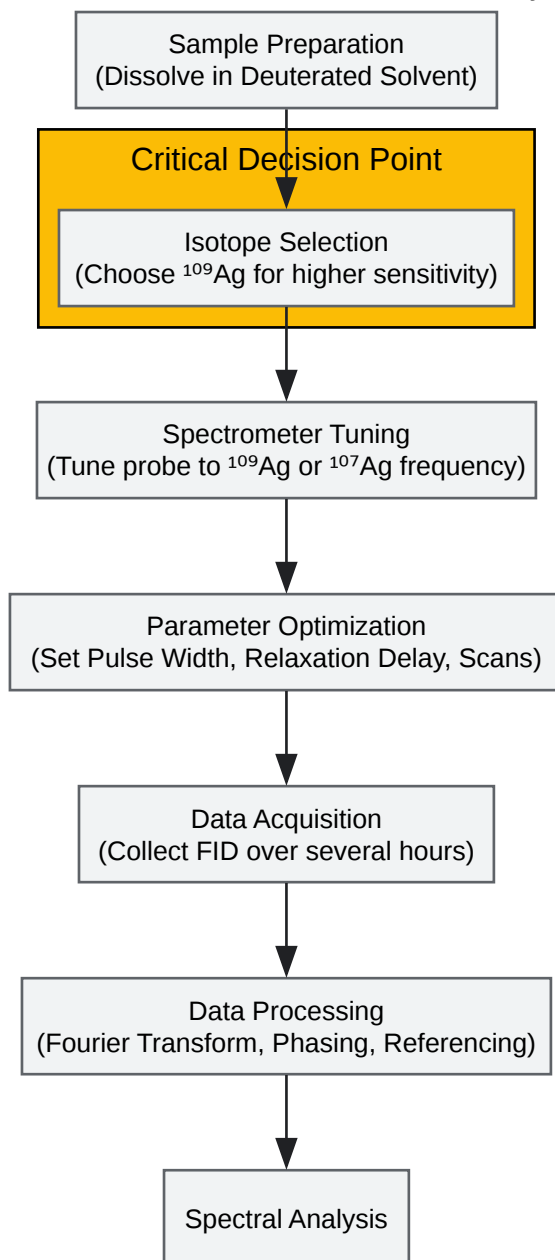 Sample Preparation
(Dissolve in Deuterated Solvent)
Critical Decision Point
Isotope Selection
(Choose ¹⁰⁹Ag for higher sensitivity)
Spectrometer Tuning
(Tune probe to ¹⁰⁹Ag or ¹⁰⁷Ag frequency)
Parameter Optimization
(Set Pulse Width, Relaxation Delay, Scans)
Data Acquisition
(Collect FID over several hours)
Data Processing
(Fourier Transform, Phasing, Referencing)
Spectral Analysis